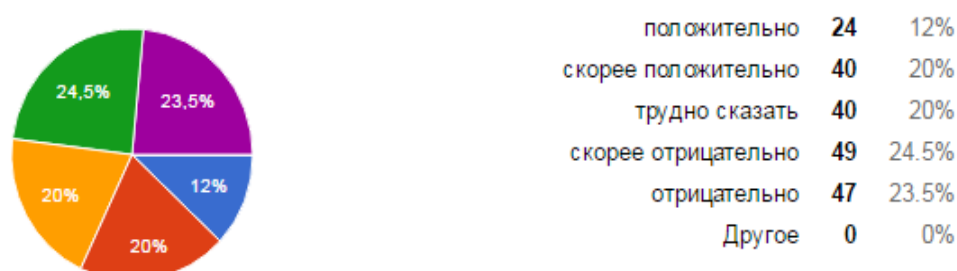 24,5%
23,5%
20%
12%
20%
положительно 24 12%
скорее положительно 40 20%
трудно сказать 40 20%
скорее отрицательно 49 24.5%
отрицательно 47 23.5%
Другое 0 0%